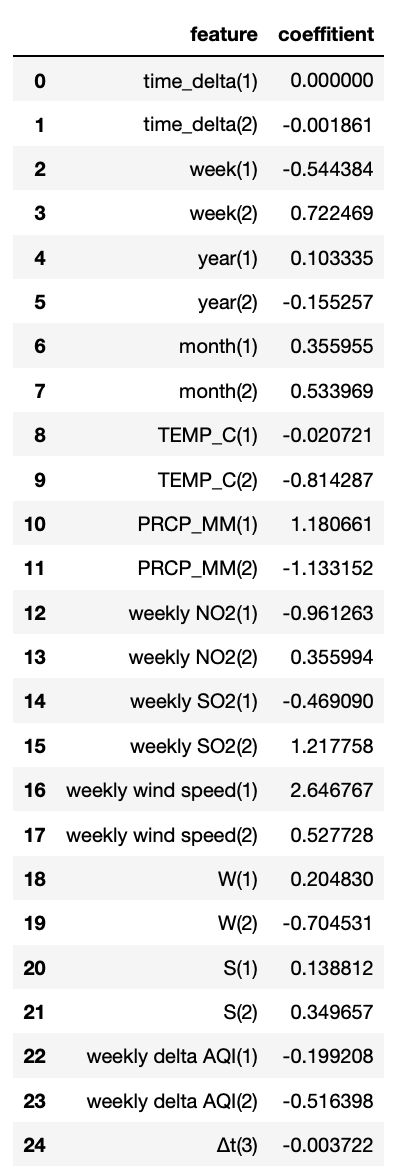 feature coeffitient
0 time_delta(1) 0.000000
1 time_delta(2) -0.001861
2 week(1) -0.544384
3 week(2) 0.722469
4 year(1) 0.103335
5 year(2) -0.155257
6 month(1) 0.355955
7 month(2) 0.533969
8 TEMP_C(1) -0.020721
9 TEMP_C(2) -0.814287
10 PRCP_MM(1) 1.180661
11 PRCP_MM(2) -1.133152
12 weekly NO2(1) -0.961263
13 weekly NO2(2) 0.355994
14 weekly SO2(1) -0.469090
15 weekly SO2(2) 1.217758
16 weekly wind speed(1) 2.646767
17 weekly wind speed(2) 0.527728
18 W(1) 0.204830
19 W(2) -0.704531
20 S(1) 0.138812
21 S(2) 0.349657
22 weekly delta AQI(1) -0.199208
23 weekly delta AQI(2) -0.516398
24 Δt(3) -0.003722